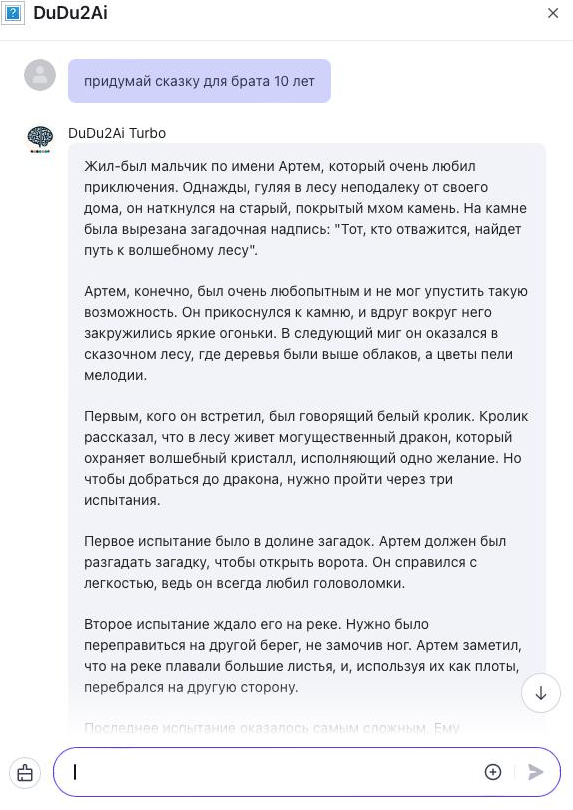 DuDu2Ai
придумай сказку для брата 10 лет
DuDu2Ai Turbo
Жил-был мальчик по имени Артем, который очень любил
приключения. Однажды, гуляя в лесу неподалеку от своего
дома, он наткнулся на старый, покрытый мхом камень. На камне
была вырезана загадочная надпись: "Тот, кто отважится, найдет
путь к волшебному лесу".
Артем, конечно, был очень любопытным и не мог упустить такую
возможность. Он прикоснулся к камню, и вдруг вокруг него
закружились яркие огоньки. В следующий миг он оказался в
сказочном лесу, где деревья были выше облаков, а цветы пели
мелодии.
Первым, кого он встретил, был говорящий белый кролик. Кролик
рассказал, что в лесу живет могущественный дракон, который
охраняет волшебный кристалл, исполняющий одно желание. Но
чтобы добраться до дракона, нужно пройти через три
испытания.
Первое испытание было в долине загадок. Артем должен был
разгадать загадку, чтобы открыть ворота. Он справился с
легкостью, ведь он всегда любил головоломки.
Второе испытание ждало его на реке. Нужно было
переправиться на другой берег, не замочив ног. Артем заметил,
что на реке плавали большие листья, и, используя их как плоты,
перебрался на другую сторону.
Последнее испытание оказалось самым сложным. Ему